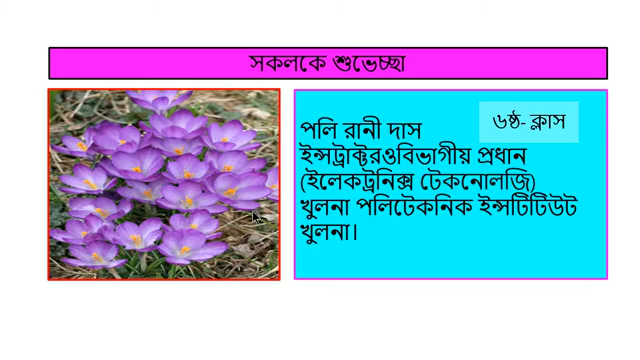 সকলকে শুভেচ্ছা
৬ষ্ঠ- ক্লাস
পলি রানী দাস
ইন্সট্রাক্টরওবিভাগীয় প্রধান
(ইলেকট্রনিক্স টেকনোলজি)
খুলনা পলিটেকনিক ইন্সটিটিউট
খুলনা।